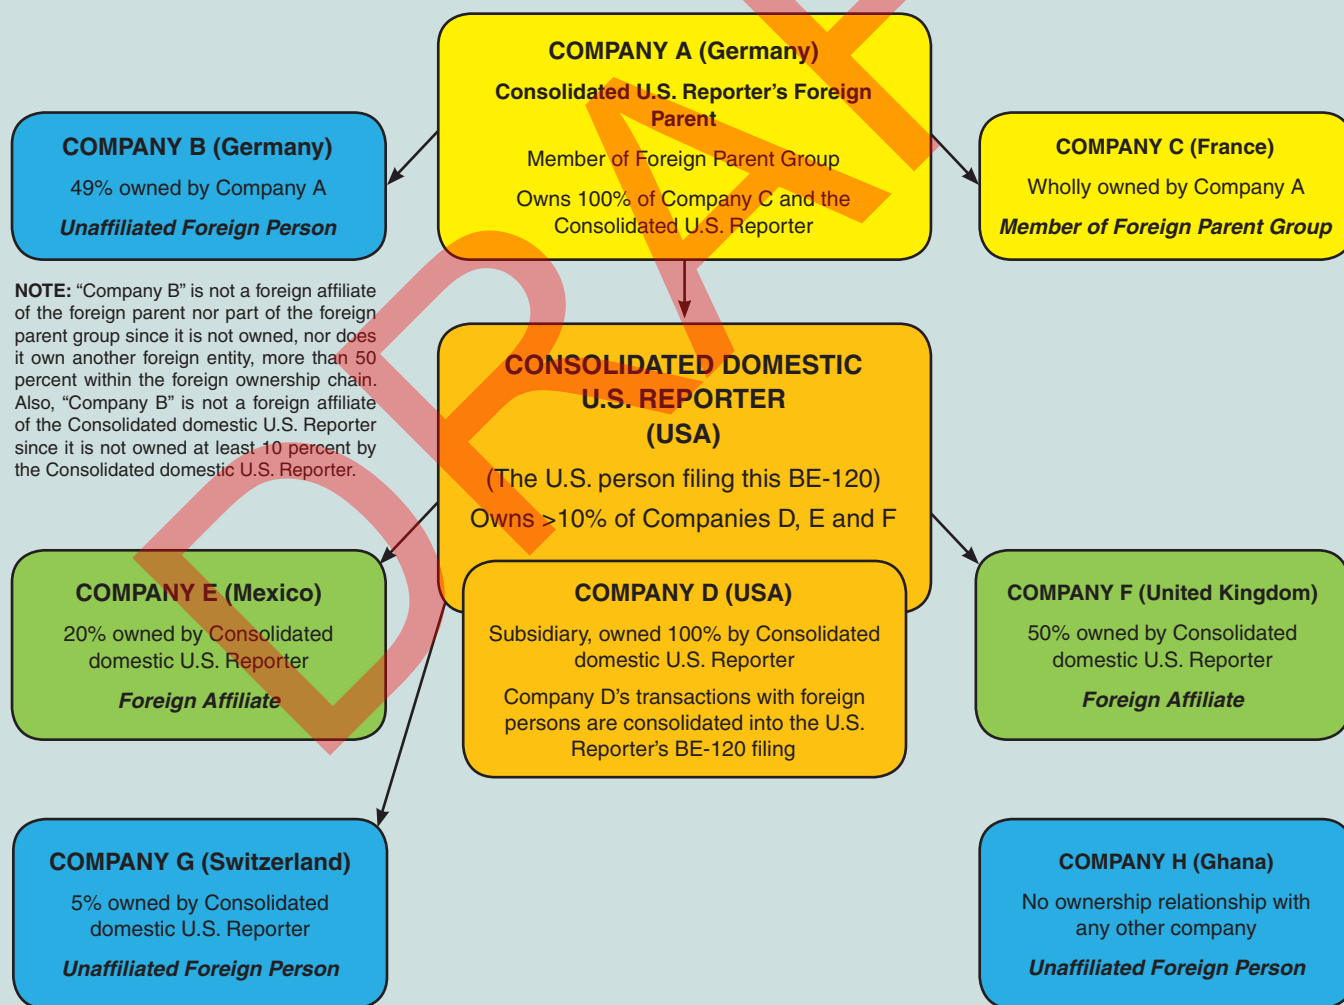 COMPANY A (Germany)
Consolidated U.S. Reporter’s Foreign
Parent
Member of Foreign Parent Group
Owns 100% of Company C and the
Consolidated U.S. Reporter
COMPANY B (Germany)
49% owned by Company A
Unaffiliated Foreign Person
COMPANY C (France)
Wholly owned by Company A
Member of Foreign Parent Group
NOTE: “Company B” is not a foreign affiliate
of the foreign parent nor part of the foreign
parent group since it is not owned, nor does
it own another foreign entity, more than 50
percent within the foreign ownership chain.
Also, “Company B” is not a foreign affiliate
of the Consolidated domestic U.S. Reporter
since it is not owned at least 10 percent by
the Consolidated domestic U.S. Reporter.
CONSOLIDATED DOMESTIC
U.S. REPORTER
(USA)
(The U.S. person filing this BE-120)
Owns >10% of Companies D, E and F
COMPANY E (Mexico)
20% owned by Consolidated
domestic U.S. Reporter
Foreign Affiliate
COMPANY D (USA)
Subsidiary, owned 100% by Consolidated
domestic U.S. Reporter
Company D’s transactions with foreign
persons are consolidated into the U.S.
Reporter’s BE-120 filing
COMPANY F (United Kingdom)
50% owned by Consolidated
domestic U.S. Reporter
Foreign Affiliate
COMPANY G (Switzerland)
5% owned by Consolidated
domestic U.S. Reporter
Unaffiliated Foreign Person
COMPANY H (Ghana)
No ownership relationship with
any other company
Unaffiliated Foreign Person
DRAF